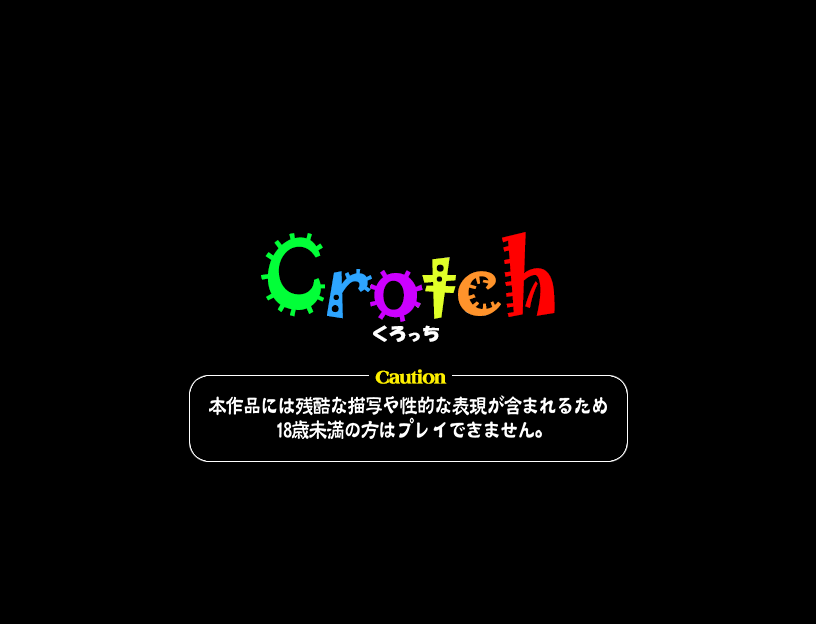 Crotch
くろっち
Caution
本作品には残酷な描写や性的な表現が含まれるため
18歳未満の方はプレイできません。